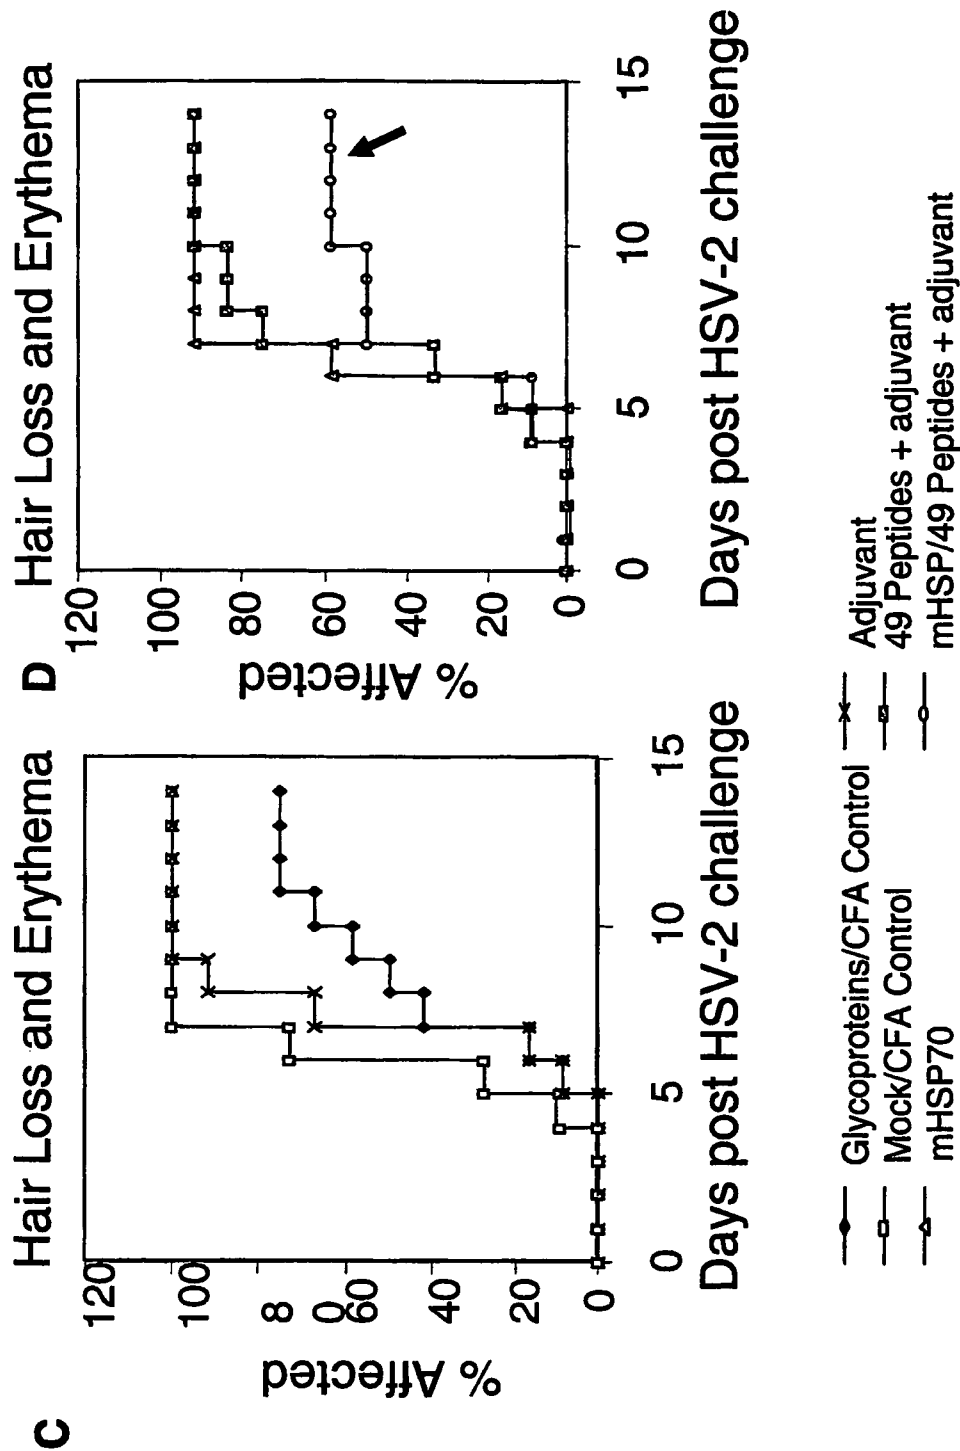 C
Hair Loss and Erythema
% Affected
120
100
8
0
60
40
20
0
0
5
10
15
Days post HSV-2 challenge
D
Hair Loss and Erythema
% Affected
120
100
80
60
40
20
0
0
5
10
15
Days post HSV-2 challenge
Glycoproteins/CFA Control
Mock/CFA Control
mHSP70
Adjuvant
49 Peptides + adjuvant
mHSP/49 Peptides + adjuvant